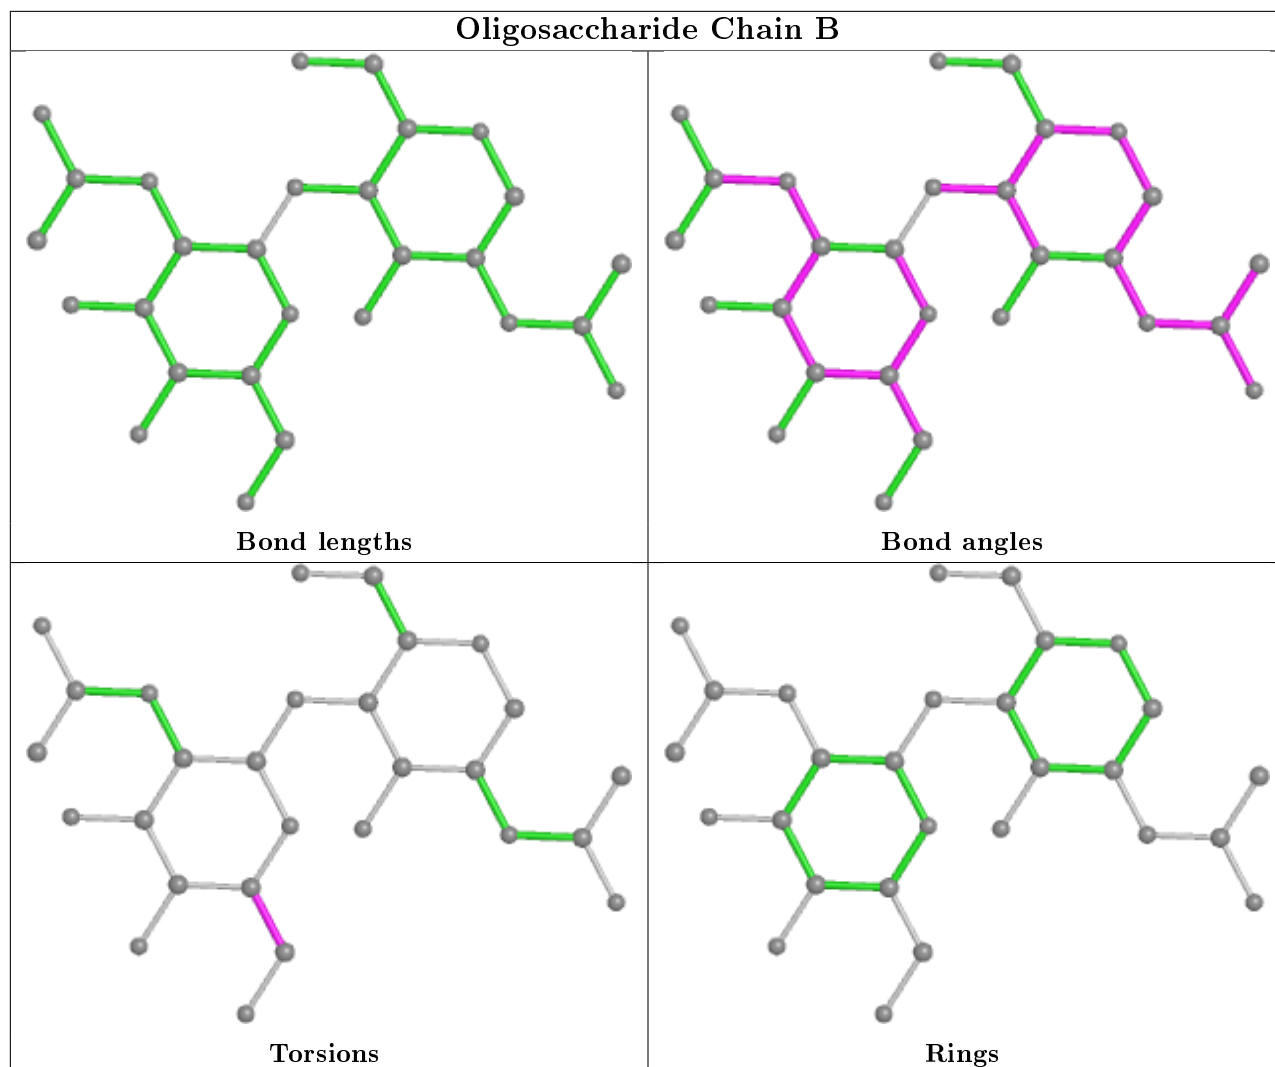 Oligosaccharide Chain B
Bond lengths
Bond angles
Torsions
Rings